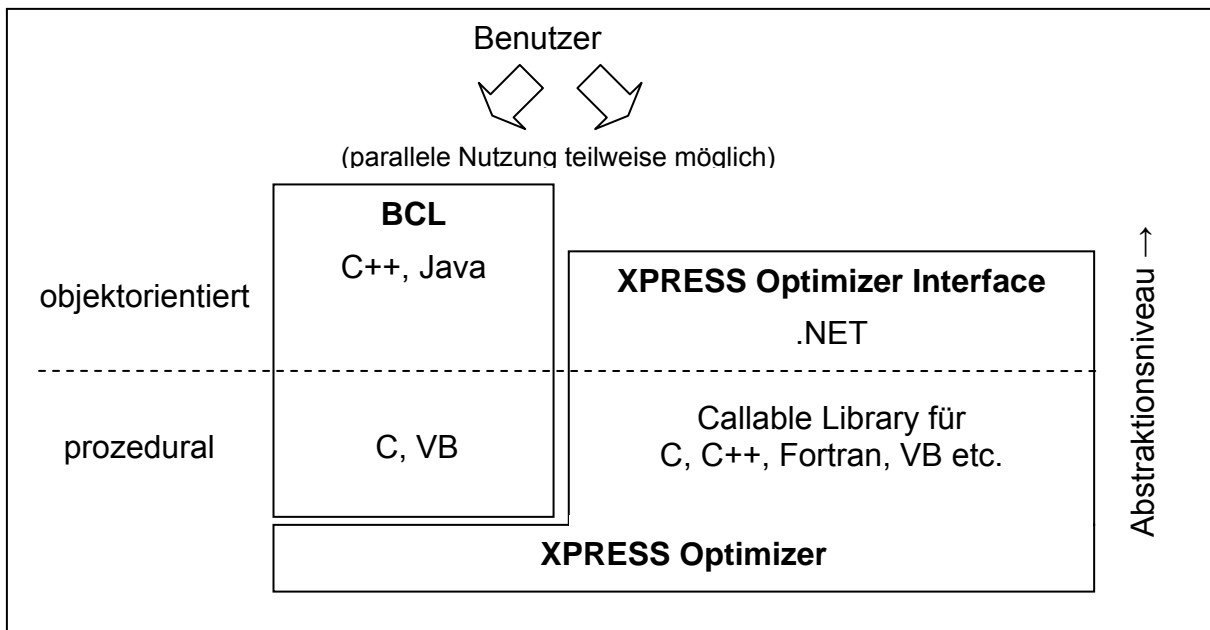 Benutzer
(parallele Nutzung teilweise möglich)
BCL
C++, Java
objektorientiert
XPRESS Optimizer Interface
.NET
prozedural
C, VB
Callable Library für
C, C++, Fortran, VB etc.
XPRESS Optimizer
Abstraktionsniveau →